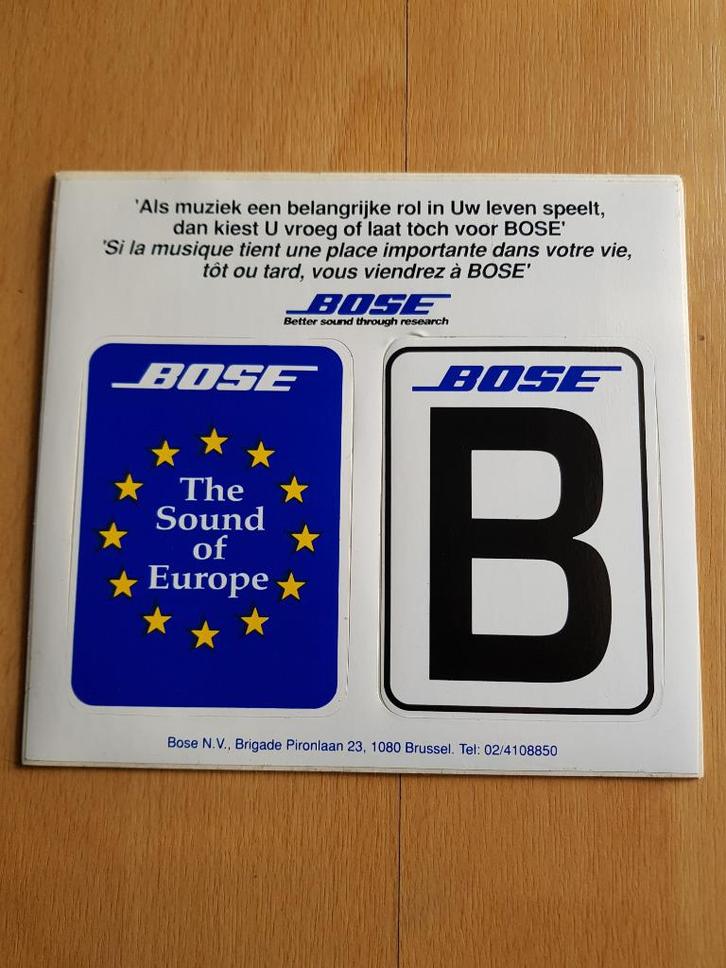 'Als muziek een belangrijke rol in Uw leven speelt,
dan kiest U vroeg of laat tòch voor BOSE'
'Si la musique tient une place importante dans votre vie,
tôt ou tard, vous viendrez à BOSE'
BOSE
Better sound through research
BOSE
The
Sound
of
Europe
BOSE
B
Bose N.V., Brigade Pironlaan 23, 1080 Brussel. Tel: 02/4108850